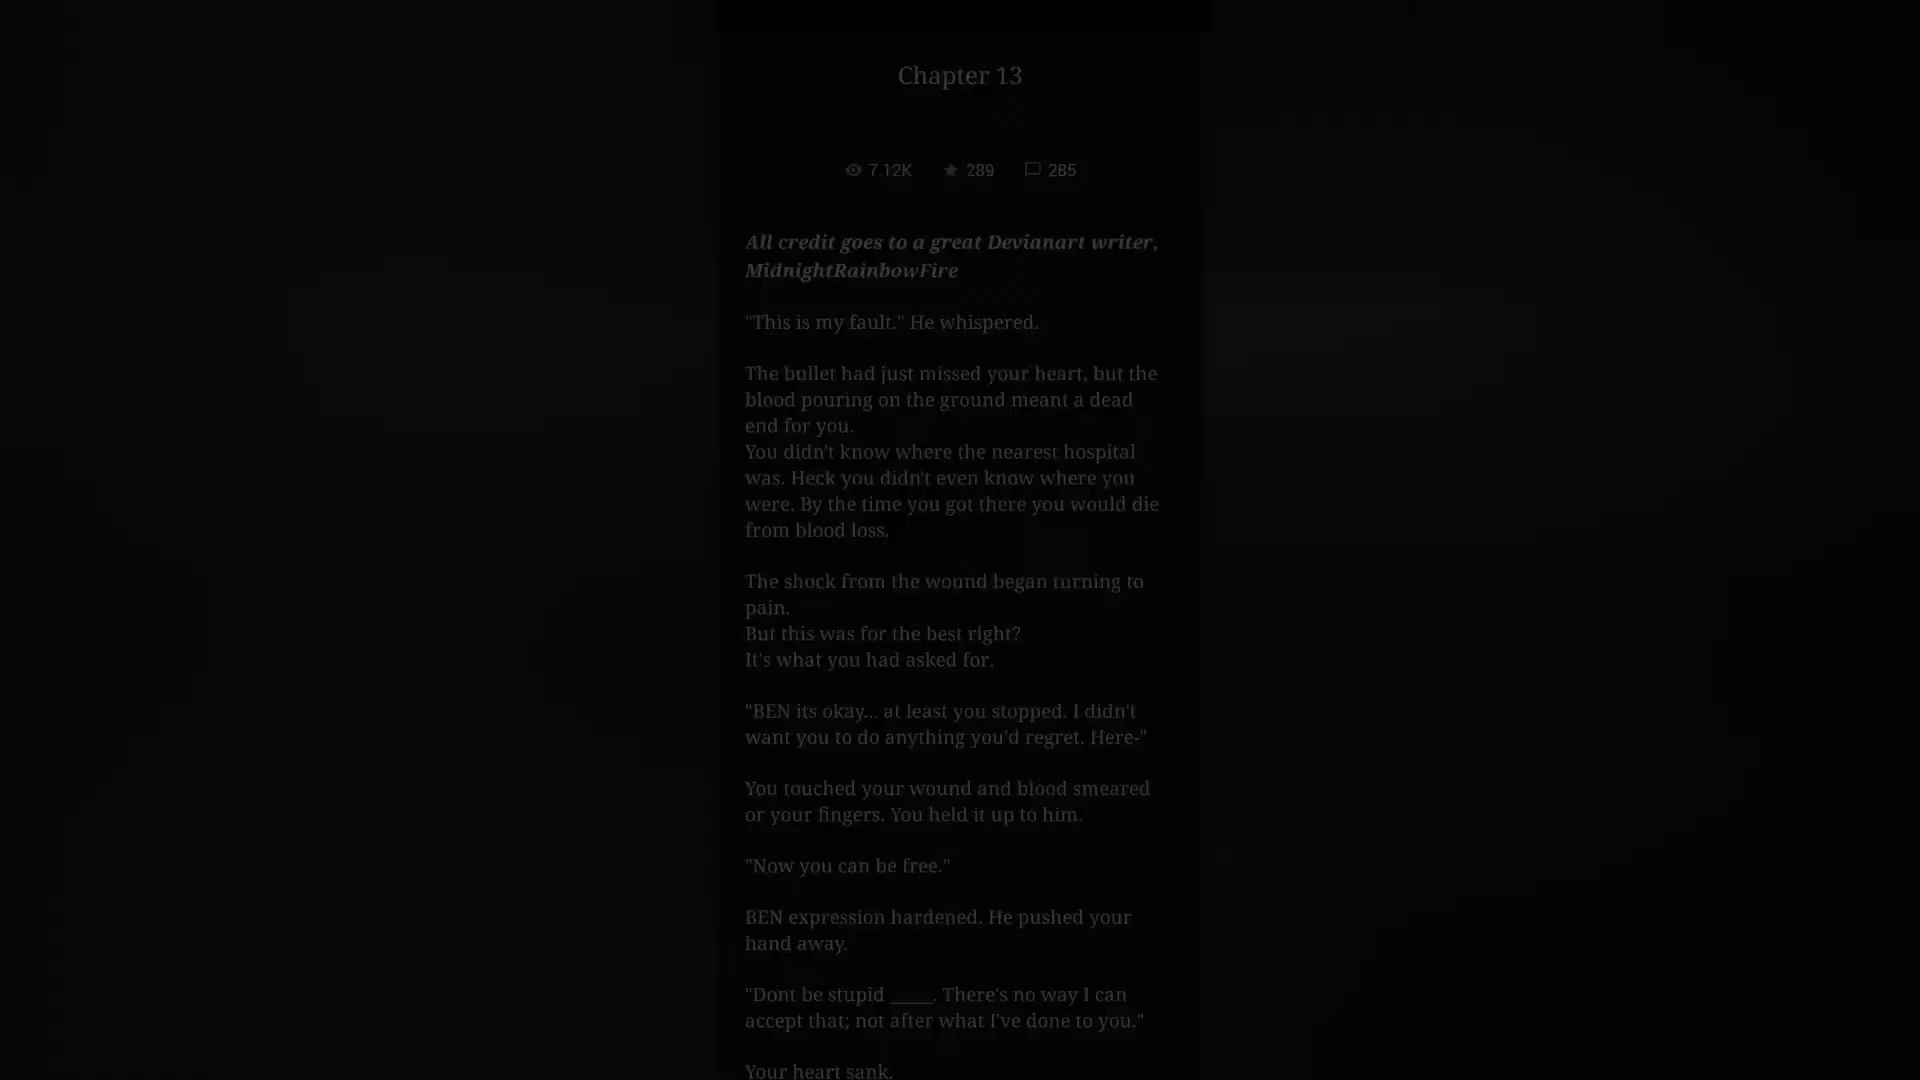 Chapter 13
7.12K 289 285
All credit goes to a great Devianart writer,
MidnightRainbowFire
"This is my fault." He whispered.
The bullet had just missed your heart, but the
blood pouring on the ground meant a dead
end for you.
You didn't know where the nearest hospital
was. Heck you didn't even know where you
were. By the time you got there you would die
from blood loss.
The shock from the wound began turning to
pain.
But this was for the best right?
It's what you had asked for.
"BEN its okay... at least you stopped. I didn't
want you to do anything you'd regret. Here-"
You touched your wound and blood smeared
or your fingers. You held it up to him.
"Now you can be free."
BEN expression hardened. He pushed your
hand away.
"Dont be stupid _____. There's no way I can
accept that; not after what I've done to you."
Your heart sank.